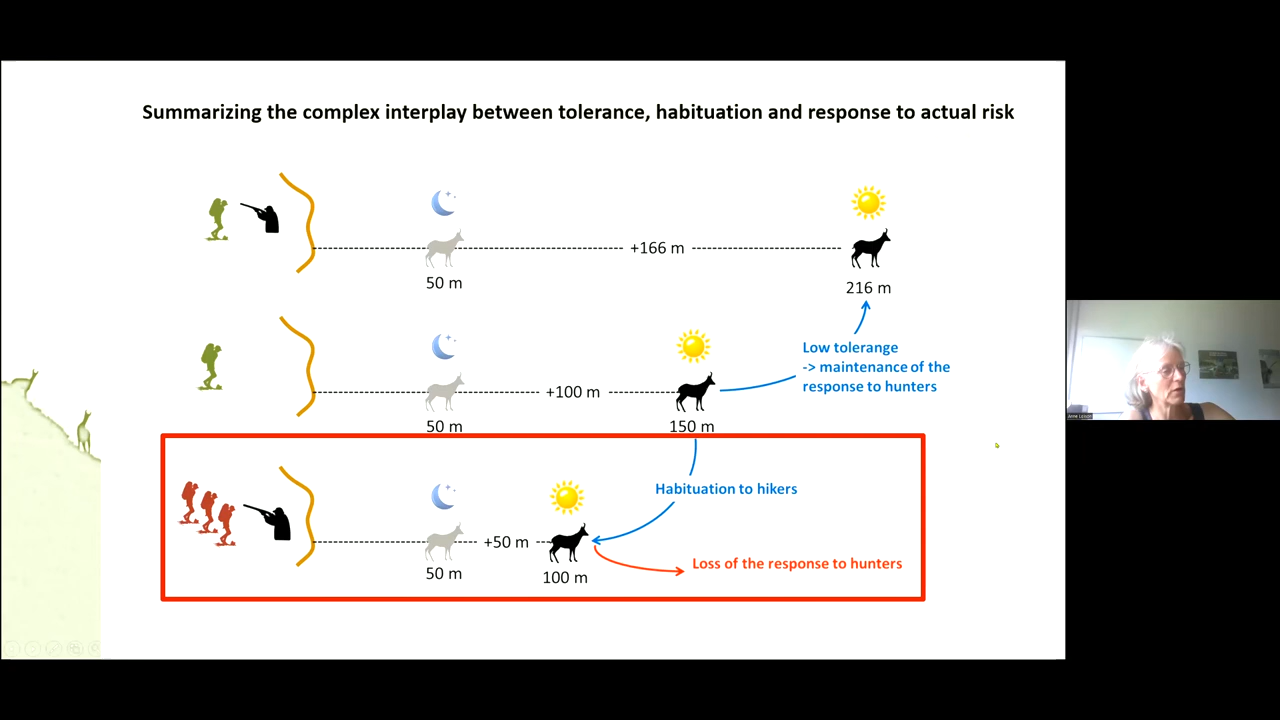 Summarizing the complex interplay between tolerance, habituation and response to actual risk
+166 m
50 m
216 m
Low tolerange
-> maintenance of the
response to hunters
+100 m
50 m
150 m
Habituation to hikers
+50 m
50 m
100 m
Loss of the response to hunters